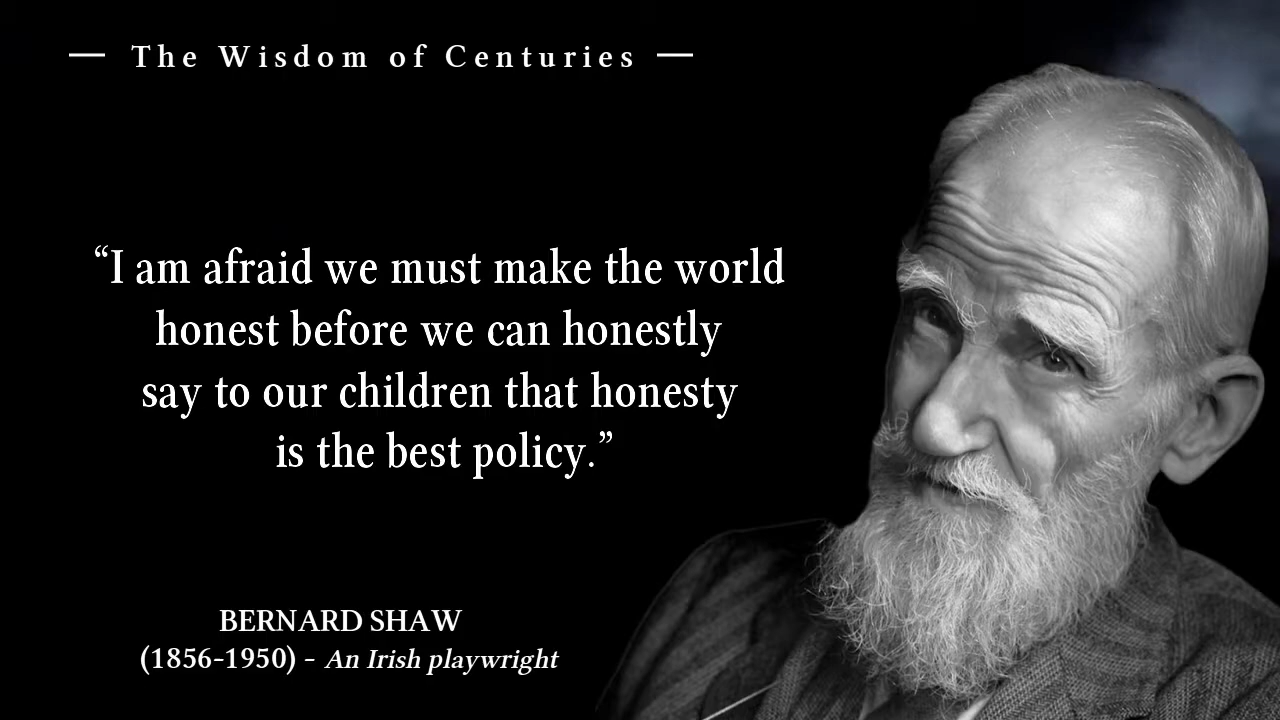 — The Wisdom of Centuries —
“I am afraid we must make the world
honest before we can honestly
say to our children that honesty
is the best policy.”
BERNARD SHAW
(1856-1950) - An Irish playwright